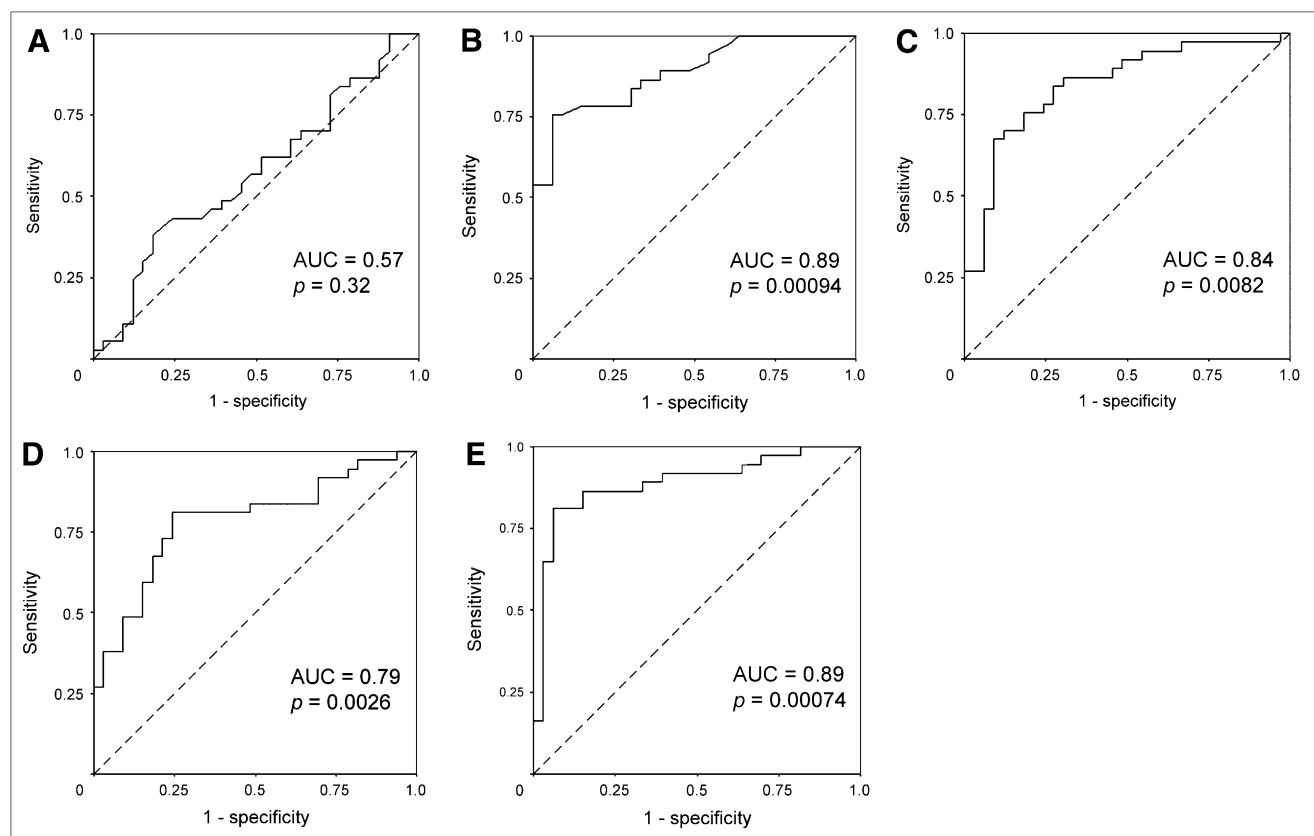 A
1.0
0.75
0.5
0.25
0
0.25
0.5
0.75
1.0
Sensitivity
1 - specificity
AUC = 0.57
p = 0.32
B
1.0
0.75
0.5
0.25
0
0.25
0.5
0.75
1.0
Sensitivity
1 - specificity
AUC = 0.89
p = 0.00094
C
1.0
0.75
0.5
0.25
0
0.25
0.5
0.75
1.0
Sensitivity
1 - specificity
AUC = 0.84
p = 0.0082
D
1.0
0.75
0.5
0.25
0
0.25
0.5
0.75
1.0
Sensitivity
1 - specificity
AUC = 0.79
p = 0.0026
E
1.0
0.75
0.5
0.25
0
0.25
0.5
0.75
1.0
Sensitivity
1 - specificity
AUC = 0.89
p = 0.00074